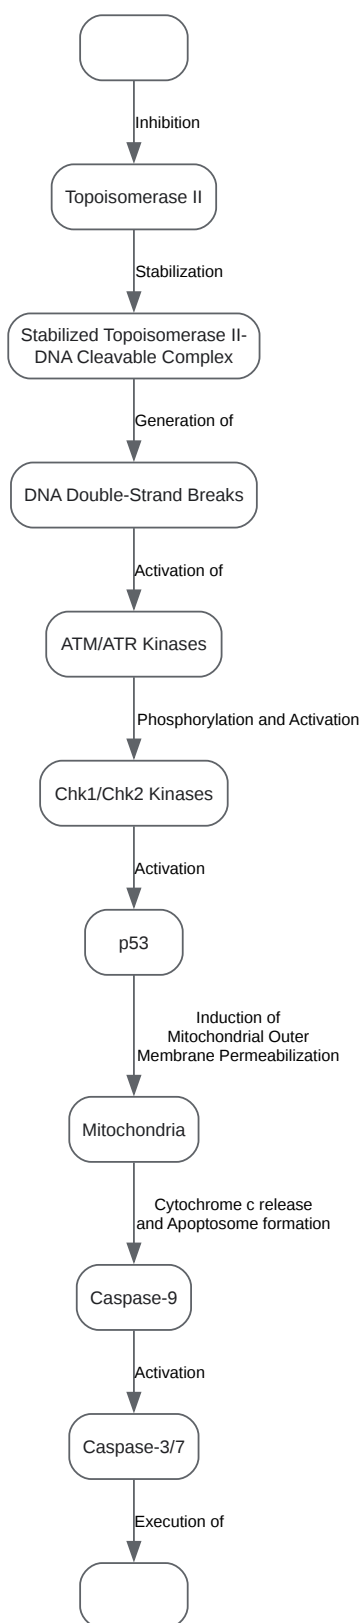 Inhibition
Topoisomerase II
Stabilization
Stabilized Topoisomerase II-
DNA Cleavable Complex
Generation of
DNA Double-Strand Breaks
Activation of
ATM/ATR Kinases
Phosphorylation and Activation
Chk1/Chk2 Kinases
Activation
p53
Induction of
Mitochondrial Outer
Membrane Permeabilization
Mitochondria
Cytochrome c release
and Apoptosome formation
Caspase-9
Activation
Caspase-3/7
Execution of